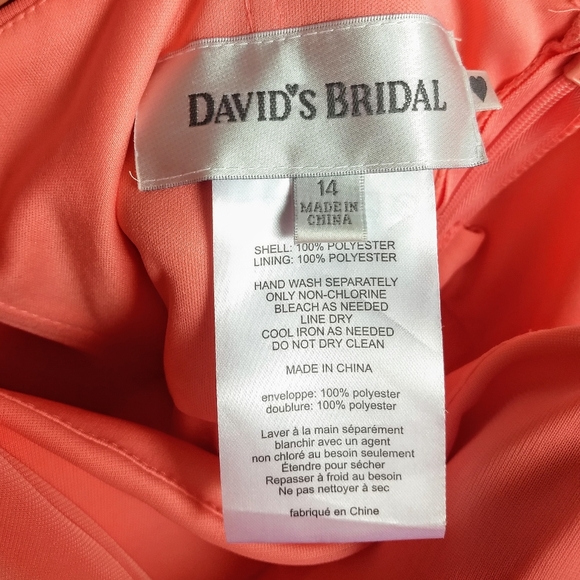 DAVID'S BRIDAL
14
MADE IN
CHINA
SHELL: 100% POLYESTER
LINING: 100% POLYESTER
HAND WASH SEPARATELY
ONLY NON-CHLORINE
BLEACH AS NEEDED
LINE DRY
COOL IRON AS NEEDED
DO NOT DRY CLEAN
MADE IN CHINA
enveloppe: 100% polyester
doublure: 100% polyester
Laver à la main séparément
blanchir avec un agent
non chloré au besoin seulement
Étendre pour sécher
Repasser à froid au besoin
Ne pas nettoyer à sec
fabriqué en Chine